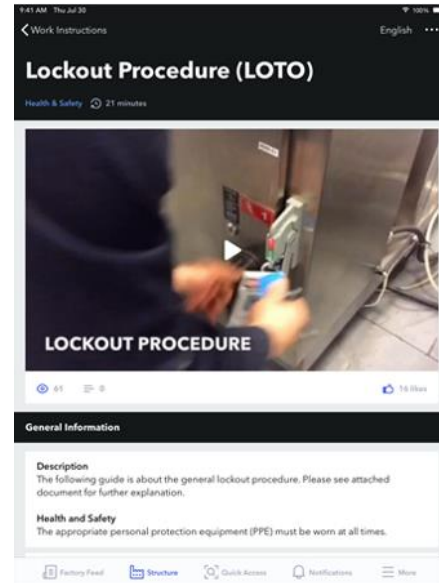 9:41 AM Thu Jul 30 100%
Work Instructions English
Lockout Procedure (LOTO)
Health & Safety 21 minutes
LOCKOUT PROCEDURE
61 0 16 likes
General Information
Description
The following guide is about the general lockout procedure. Please see attached
document for further explanation.
Health and Safety
The appropriate personal protection equipment (PPE) must be worn at all times.
Factory Feed Structure Quick Access Notifications More